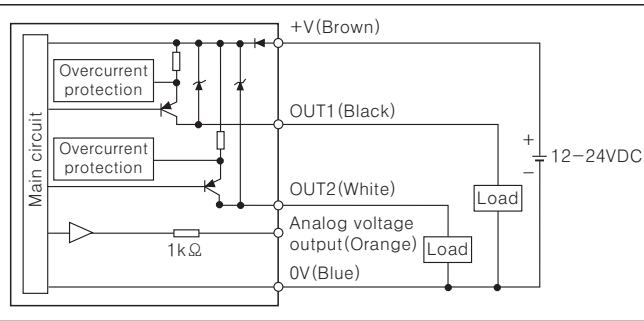 +V(Brown)
Overcurrent
protection
OUT1(Black)
Main circuit
Overcurrent
protection
+
12-24VDC
−
OUT2(White)
Load
Analog voltage
output(Orange)
Load
1kΩ
0V(Blue)